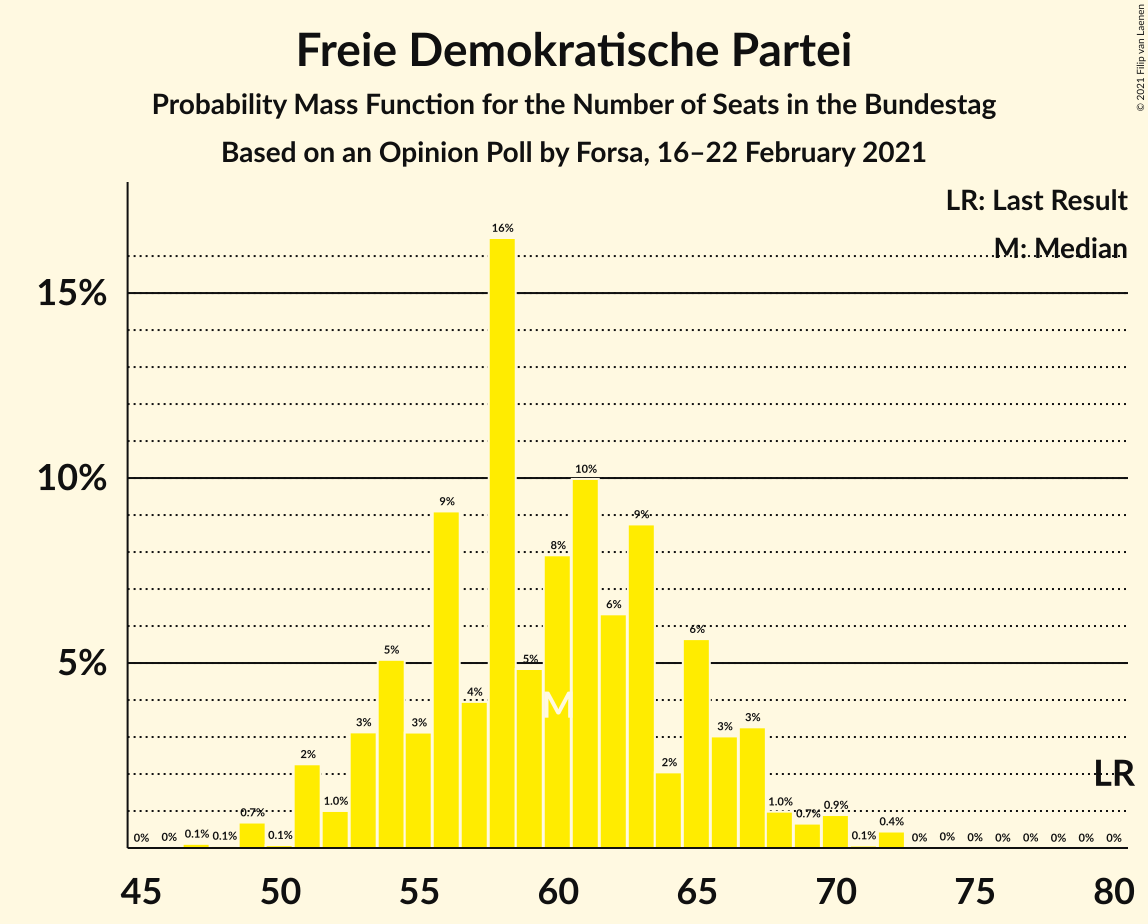 Freie Demokratische Partei
Probability Mass Function for the Number of Seats in the Bundestag
Based on an Opinion Poll by Forsa, 16–22 February 2021
© 2021 Filip van Laenen
LR: Last Result
M: Median
15%
10%
5%
0% 0% 0.1% 0.1% 0.7% 0.1% 2% 1.0% 3% 5% 3% 9% 4% 16% 5% 8% 10% 6% 9% 2% 6% 3% 3% 1.0% 0.7% 0.9% 0.1% 0.4% 0% 0% 0% 0% 0% 0% 0% 0%
M
LR
45 50 55 60 65 70 75 80